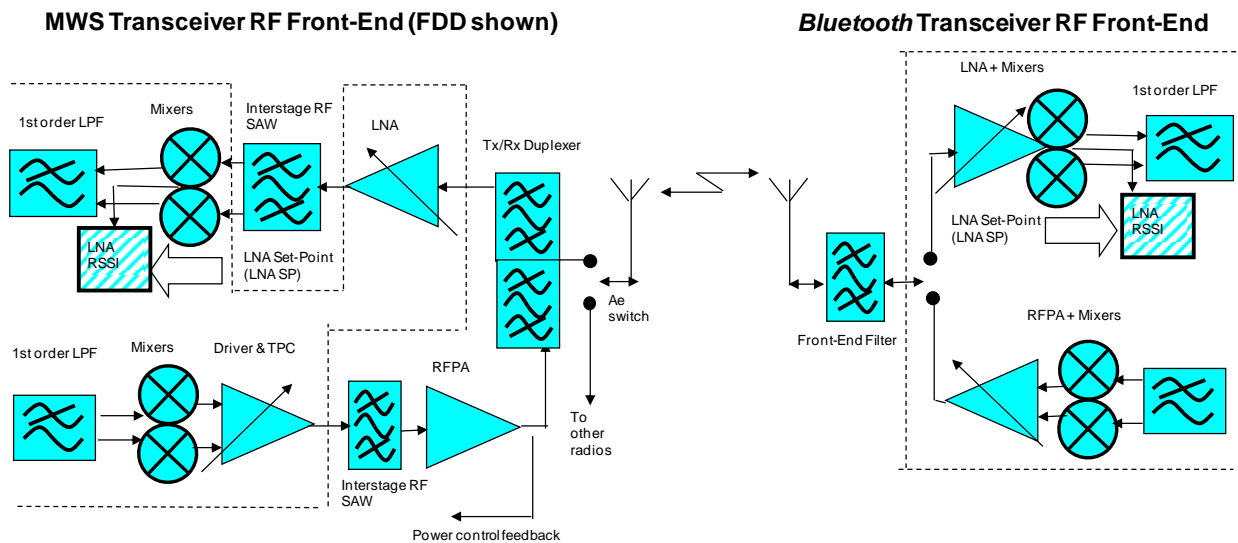 MWS Transceiver RF Front-End (FDD shown)
Bluetooth Transceiver RF Front-End
1st order LPF
Mixers
Interstage RF
SAW
LNA
Tx/Rx Duplexer
LNA
RSSI
LNA Set-Point
(LNA SP)
Ae
switch
1st order LPF
Mixers
Driver & TPC
RFPA
Interstage RF
SAW
To
other
radios
Power control feedback
LNA + Mixers
1st order LPF
LNA Set-Point
(LNA SP)
LNA
RSSI
Front-End Filter
RFPA + Mixers